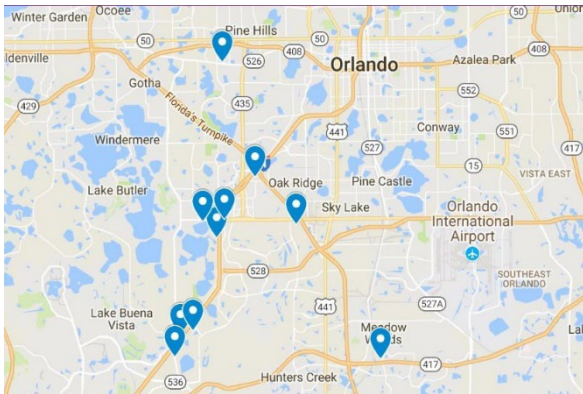 Winter Garden
Ocoee
50
Union
Pine Hills
50
50
408
408
Orlando
Azalea Park
526
Gotha
552
429
435
Florida's Turnpike
441
Conway
551
Windermere
527
417
15
VISTA EAST
Oak Ridge
Pine Castle
Lake Butler
Sky Lake
Orlando
International
Airport
528
SOUTHEAST
ORLANDO
441
527A
Lake Buena
Vista
Meadow
417
536
Hunters Creek